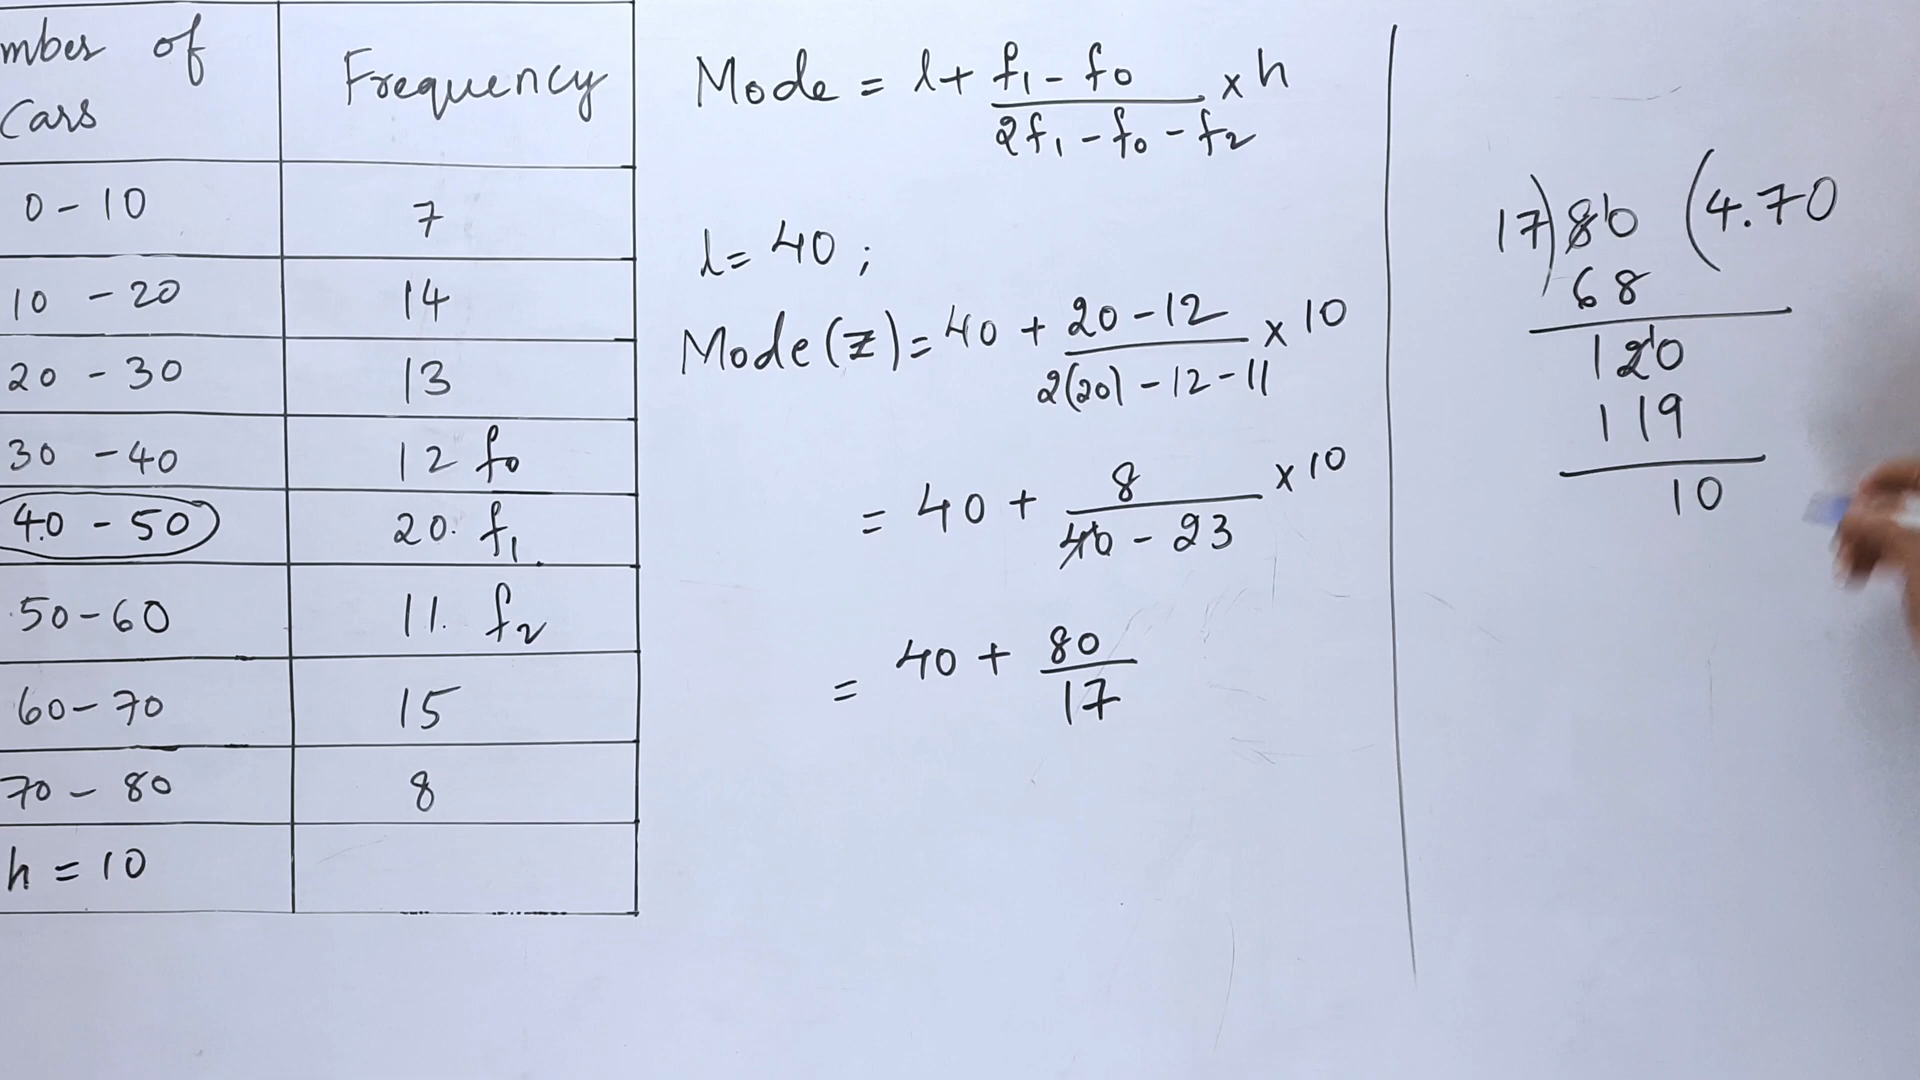 mber of Cars Frequency
0 - 10 7
10 - 20 14
20 - 30 13
30 - 40 12 f₀
40 - 50 20. f₁
50 - 60 11. f₂
60 - 70 15
70 - 80 8
h = 10
Mode = l + (f₁ - f₀)/(2f₁ - f₀ - f₂) × h
l = 40 ;
Mode (Z) = 40 + (20 - 12)/(2(20) - 12 - 11) × 10
= 40 + 8/(40 - 23) × 10
= 40 + 80/17
17)80(4.70
68
120
119
10